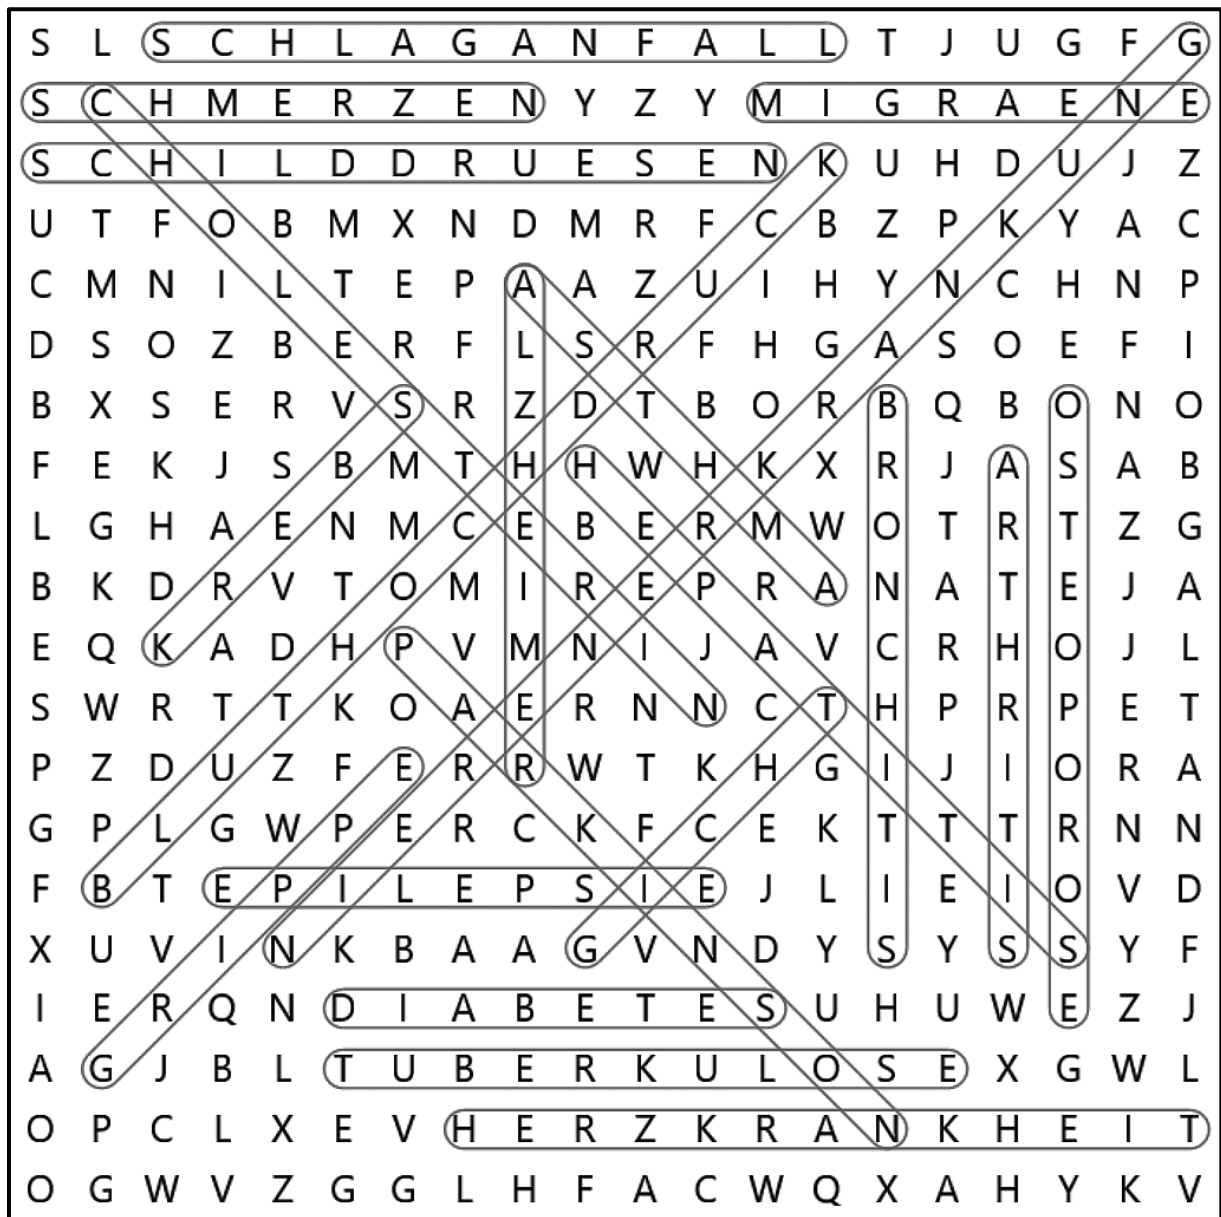 S L S C H L A G A N F A L L T J U G F G
S C H M E R Z E N Y Z Y M I G R A E N E
S C H I L D D R U E S E N K U H D U J Z
U T F O B M X N D M R F C B Z P K Y A C
C M N I L T E P A A Z U I H Y N C H N P
D S O Z B E R F L S R F H G A S O E F I
B X S E R V S R Z D T B O R B Q B O N O
F E K J S B M T H H W H K X R J A S A B
L G H A E N M C E B E R M W O T R T Z G
B K D R V T O M I R E P R A N A T E J A
E Q K A D H P V M N I J A V C R H O J L
S W R T T K O A E R N N C T H P R P E T
P Z D U Z F E R R W T K H G I J I O R A
G P L G W P E R C K F C E K T T T R N N
F B T E P I L E P S I E J L I E I O V D
X U V I N K B A A G V N D Y S Y S S Y F
I E R Q N D I A B E T E S U H U W E Z J
A G J B L T U B E R K U L O S E X G W L
O P C L X E V H E R Z K R A N K H E I T
O G W V Z G G L H F A C W Q X A H Y K V